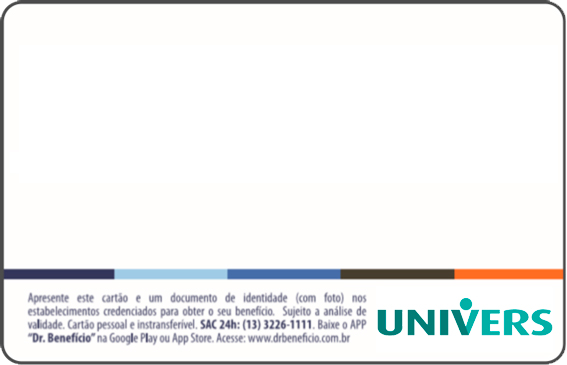 Apresente este cartão e um documento de identidade (com foto) nos
estabelecimentos credenciados para obter o seu benefício. Sujeito a análise de
validade. Cartão pessoal e instransferível. SAC 24h: (13) 3226-1111. Baixe o APP
"Dr. Benefício" na Google Play ou App Store. Acesse: www.drbeneficio.com.br
UNIVERS